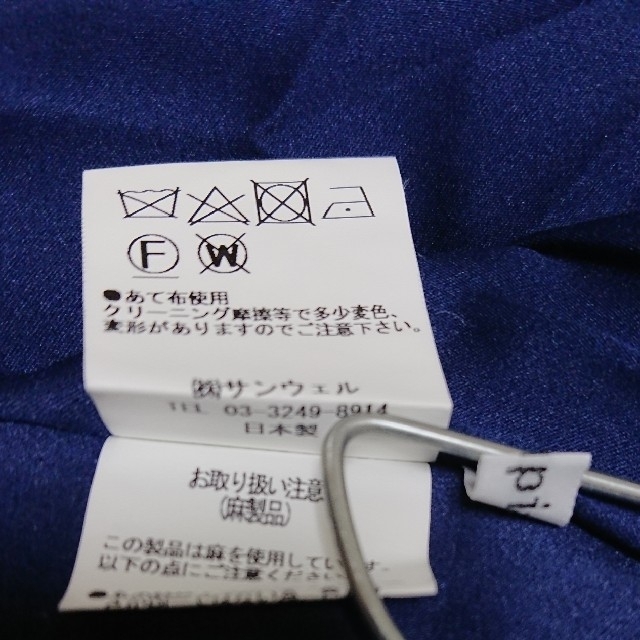 F W
●あて布使用
クリーニング摩擦等で多少変色、
変形がありますのでご注意下さい。
㈱サンウェル
TEL 03-3249-8914
日本製
お取り扱い注意
(麻製品)
この製品は麻を使用しています
以下の点にご注意ください